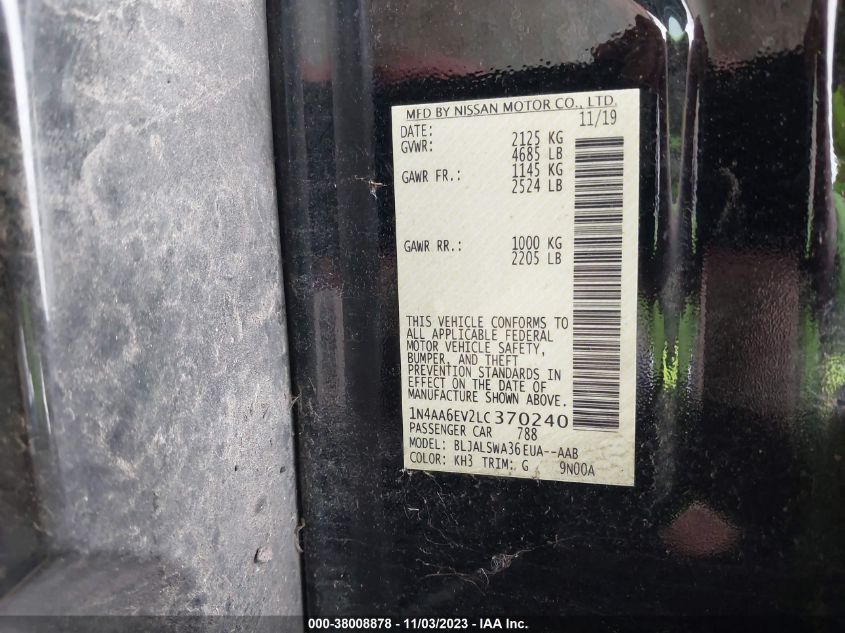 MFD BY NISSAN MOTOR CO., LTD.
DATE: 11/19
GVWR: 2125 KG
4685 LB
GAWR FR.: 1145 KG
2524 LB
GAWR RR.: 1000 KG
2205 LB
THIS VEHICLE CONFORMS TO
ALL APPLICABLE FEDERAL
MOTOR VEHICLE SAFETY,
BUMPER, AND THEFT
PREVENTION STANDARDS IN
EFFECT ON THE DATE OF
MANUFACTURE SHOWN ABOVE.
1N4AA6EV2LC370240
PASSENGER CAR 788
MODEL: BLJALSWA36EUA--AAB
COLOR: KH3 TRIM: G 9N00A
000-38008878 - 11/03/2023 - IAA Inc.